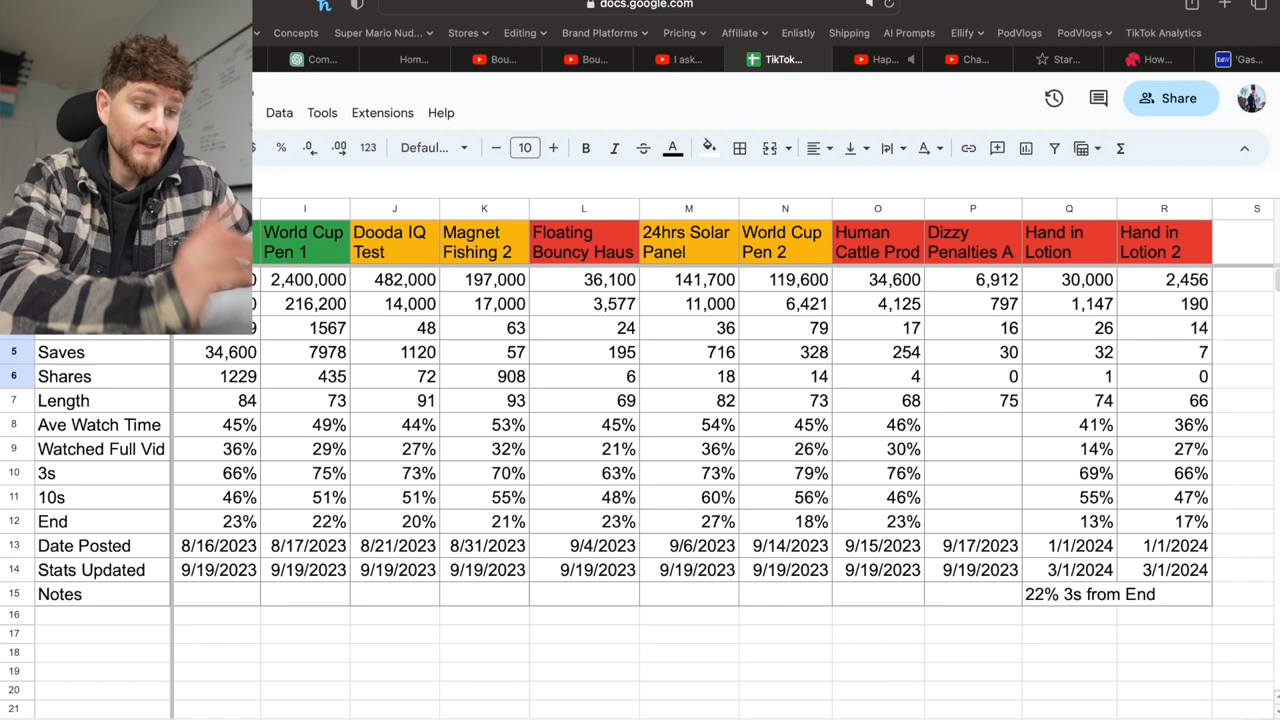 docs.google.com
Concepts Super Mario Nud... Stores Editing Brand Platforms Pricing Affiliate Enlistly Shipping AI Prompts Ellify PodVlogs PodVlogs TikTok Analytics
Com... Hom... Bou... Bou... I ask... TikTok... Hap... Cha... Star... How... 'Gas...
Data Tools Extensions Help Share
% .0 .00 123 Defaul... − 10 + B I A
I J K L M N O P Q R S
World Cup Dooda IQ Magnet Floating 24hrs Solar World Cup Human Dizzy Hand in Hand in
Pen 1 Test Fishing 2 Bouncy Haus Panel Pen 2 Cattle Prod Penalties A Lotion Lotion 2
0 2,400,000 482,000 197,000 36,100 141,700 119,600 34,600 6,912 30,000 2,456
0 216,200 14,000 17,000 3,577 11,000 6,421 4,125 797 1,147 190
9 1567 48 63 24 36 79 17 16 26 14
5 Saves 34,600 7978 1120 57 195 716 328 254 30 32 7
6 Shares 1229 435 72 908 6 18 14 4 0 1 0
7 Length 84 73 91 93 69 82 73 68 75 74 66
8 Ave Watch Time 45% 49% 44% 53% 45% 54% 45% 46% 41% 36%
9 Watched Full Vid 36% 29% 27% 32% 21% 36% 26% 30% 14% 27%
10 3s 66% 75% 73% 70% 63% 73% 79% 76% 69% 66%
11 10s 46% 51% 51% 55% 48% 60% 56% 46% 55% 47%
12 End 23% 22% 20% 21% 23% 27% 18% 23% 13% 17%
13 Date Posted 8/16/2023 8/17/2023 8/21/2023 8/31/2023 9/4/2023 9/6/2023 9/14/2023 9/15/2023 9/17/2023 1/1/2024 1/1/2024
14 Stats Updated 9/19/2023 9/19/2023 9/19/2023 9/19/2023 9/19/2023 9/19/2023 9/19/2023 9/19/2023 9/19/2023 3/1/2024 3/1/2024
15 Notes 22% 3s from End
16
17
18
19
20
21